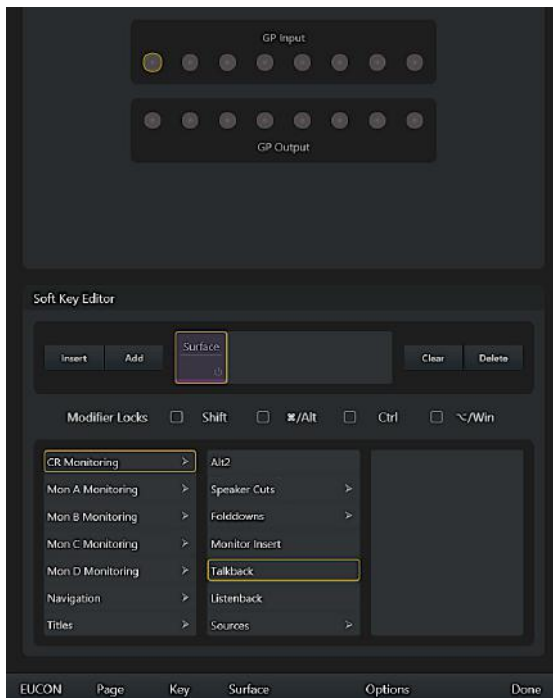 GP Input
GP Output
Soft Key Editor
Insert Add Surface Clear Delete
Modifier Locks Shift ⌘/Alt Ctrl ⌥/Win
CR Monitoring > Alt2
Mon A Monitoring > Speaker Cuts >
Mon B Monitoring > Folddowns >
Mon C Monitoring > Monitor Insert
Mon D Monitoring > Talkback
Navigation > Listenback
Titles > Sources >
EUCON Page Key Surface Options Done